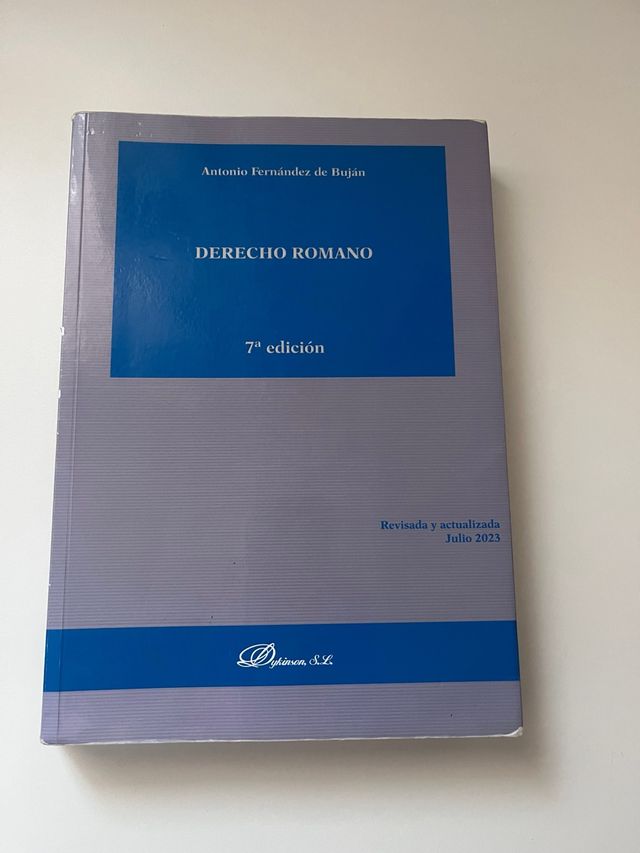 Antonio Fernández de Buján
DERECHO ROMANO
7ª edición
Revisada y actualizada
Julio 2023
Dykinson, S.L.